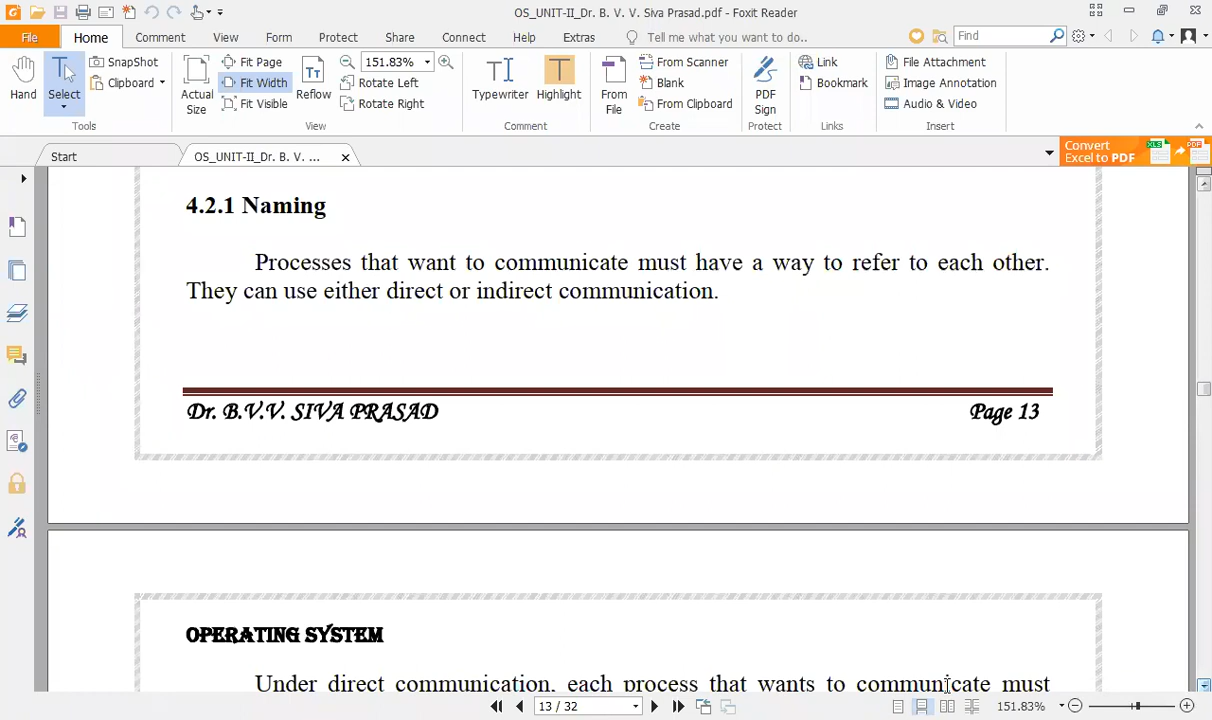 OS_UNIT-II_Dr. B. V. V. Siva Prasad.pdf - Foxit Reader
File Home Comment View Form Protect Share Connect Help Extras Tell me what you want to do.. Find
Hand
Select
SnapShot
Clipboard
Tools
Actual Size
Fit Page
Fit Width
Fit Visible
Reflow
151.83%
Rotate Left
Rotate Right
View
Typewriter
Highlight
Comment
From File
From Scanner
Blank
From Clipboard
Create
PDF Sign
Protect
Link
Bookmark
Links
File Attachment
Image Annotation
Audio & Video
Insert
Start
OS_UNIT-II_Dr. B. V. ...
Convert
Excel to PDF
XLS
PDF
4.2.1 Naming
Processes that want to communicate must have a way to refer to each other.
They can use either direct or indirect communication.
Dr. B.V.V. SIVA PRASAD Page 13
OPERATING SYSTEM
Under direct communication, each process that wants to communicate must
13 / 32
151.83%